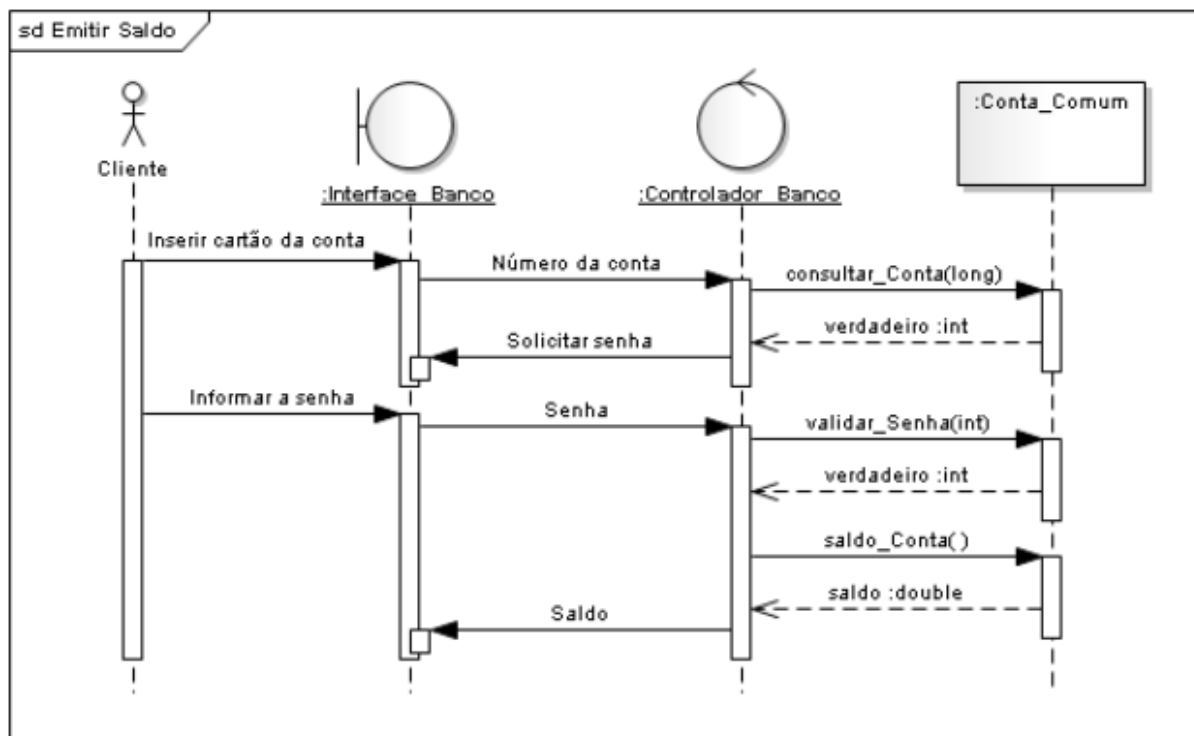 sd Emitir Saldo
:Conta_Comum
Cliente
:Interface_Banco
:Controlador_Banco
Inserir cartão da conta
Número da conta
consultar_Conta(long)
verdadeiro :int
Solicitar senha
Informar a senha
Senha
validar_Senha(int)
verdadeiro :int
saldo_Conta( )
saldo :double
Saldo